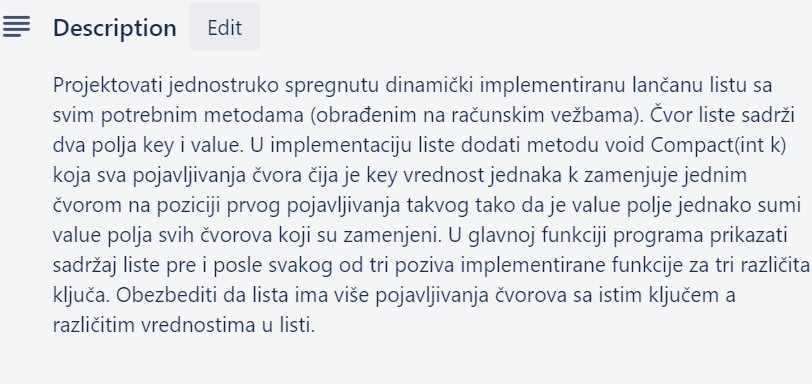 Description Edit
Projektovati jednostruko spregnutu dinamički implementiranu lančanu listu sa
svim potrebnim metodama (obrađenim na računskim vežbama). Čvor liste sadrži
dva polja key i value. U implementaciju liste dodati metodu void Compact(int k)
koja sva pojavljivanja čvora čija je key vrednost jednaka k zamenjuje jednim
čvorom na poziciji prvog pojavljivanja takvog tako da je value polje jednako sumi
value polja svih čvorova koji su zamenjeni. U glavnoj funkciji programa prikazati
sadržaj liste pre i posle svakog od tri poziva implementirane funkcije za tri različita
ključa. Obezbediti da lista ima više pojavljivanja čvorova sa istim ključem a
različitim vrednostima u listi.